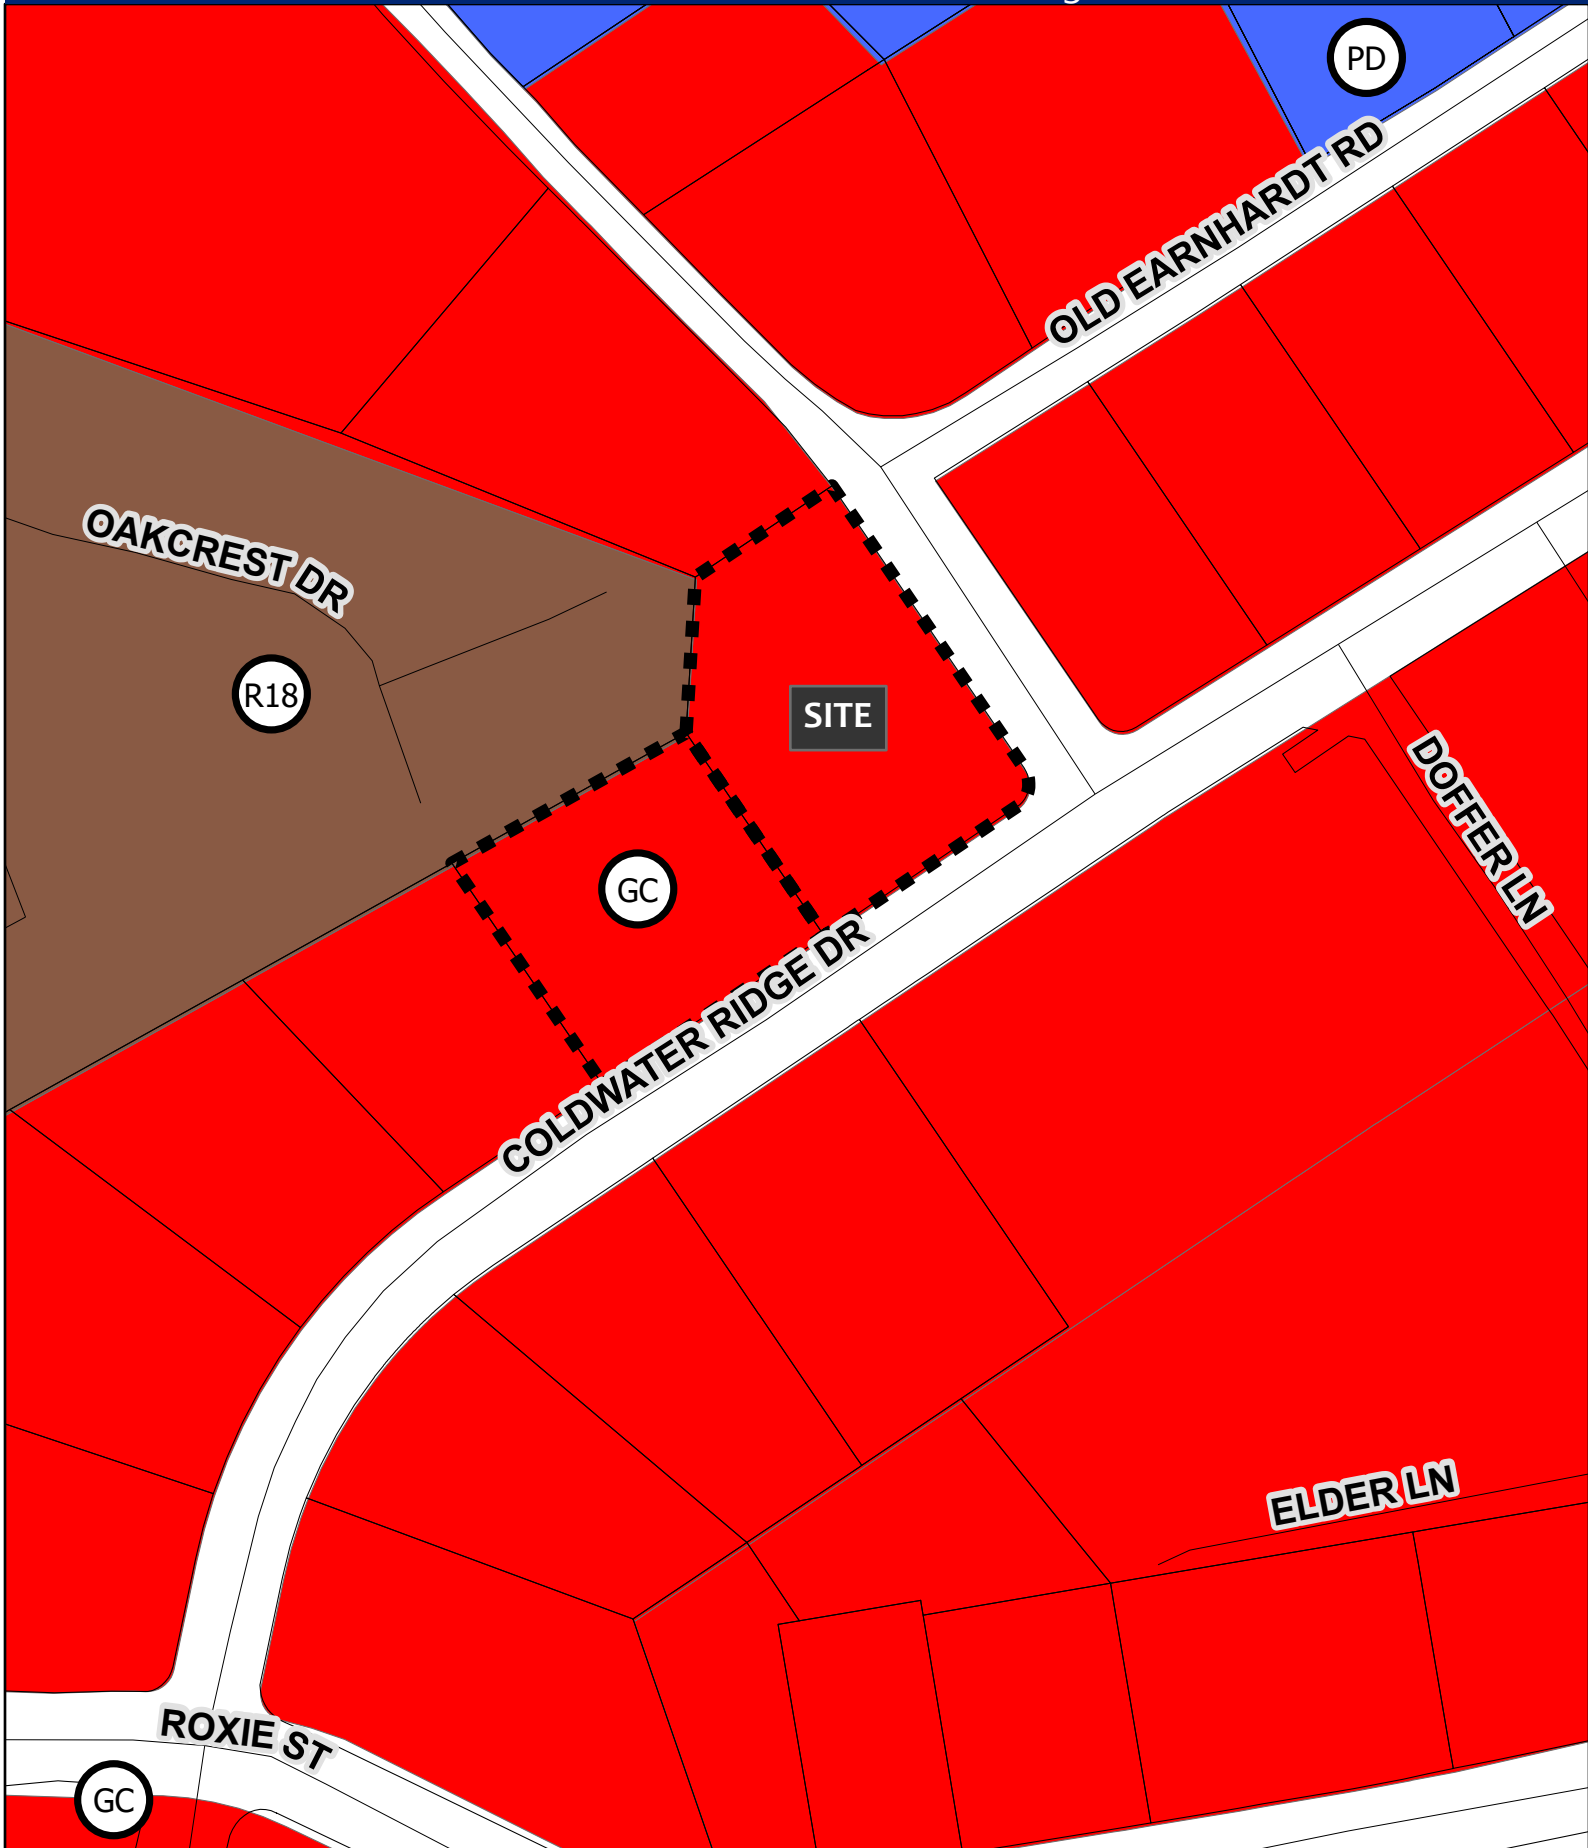 PD
OLD EARNHARDT RD
OAKCREST DR
R18
SITE
DOFFER LN
GC
COLDWATER RIDGE DR
ELDER LN
ROXIE ST
GC